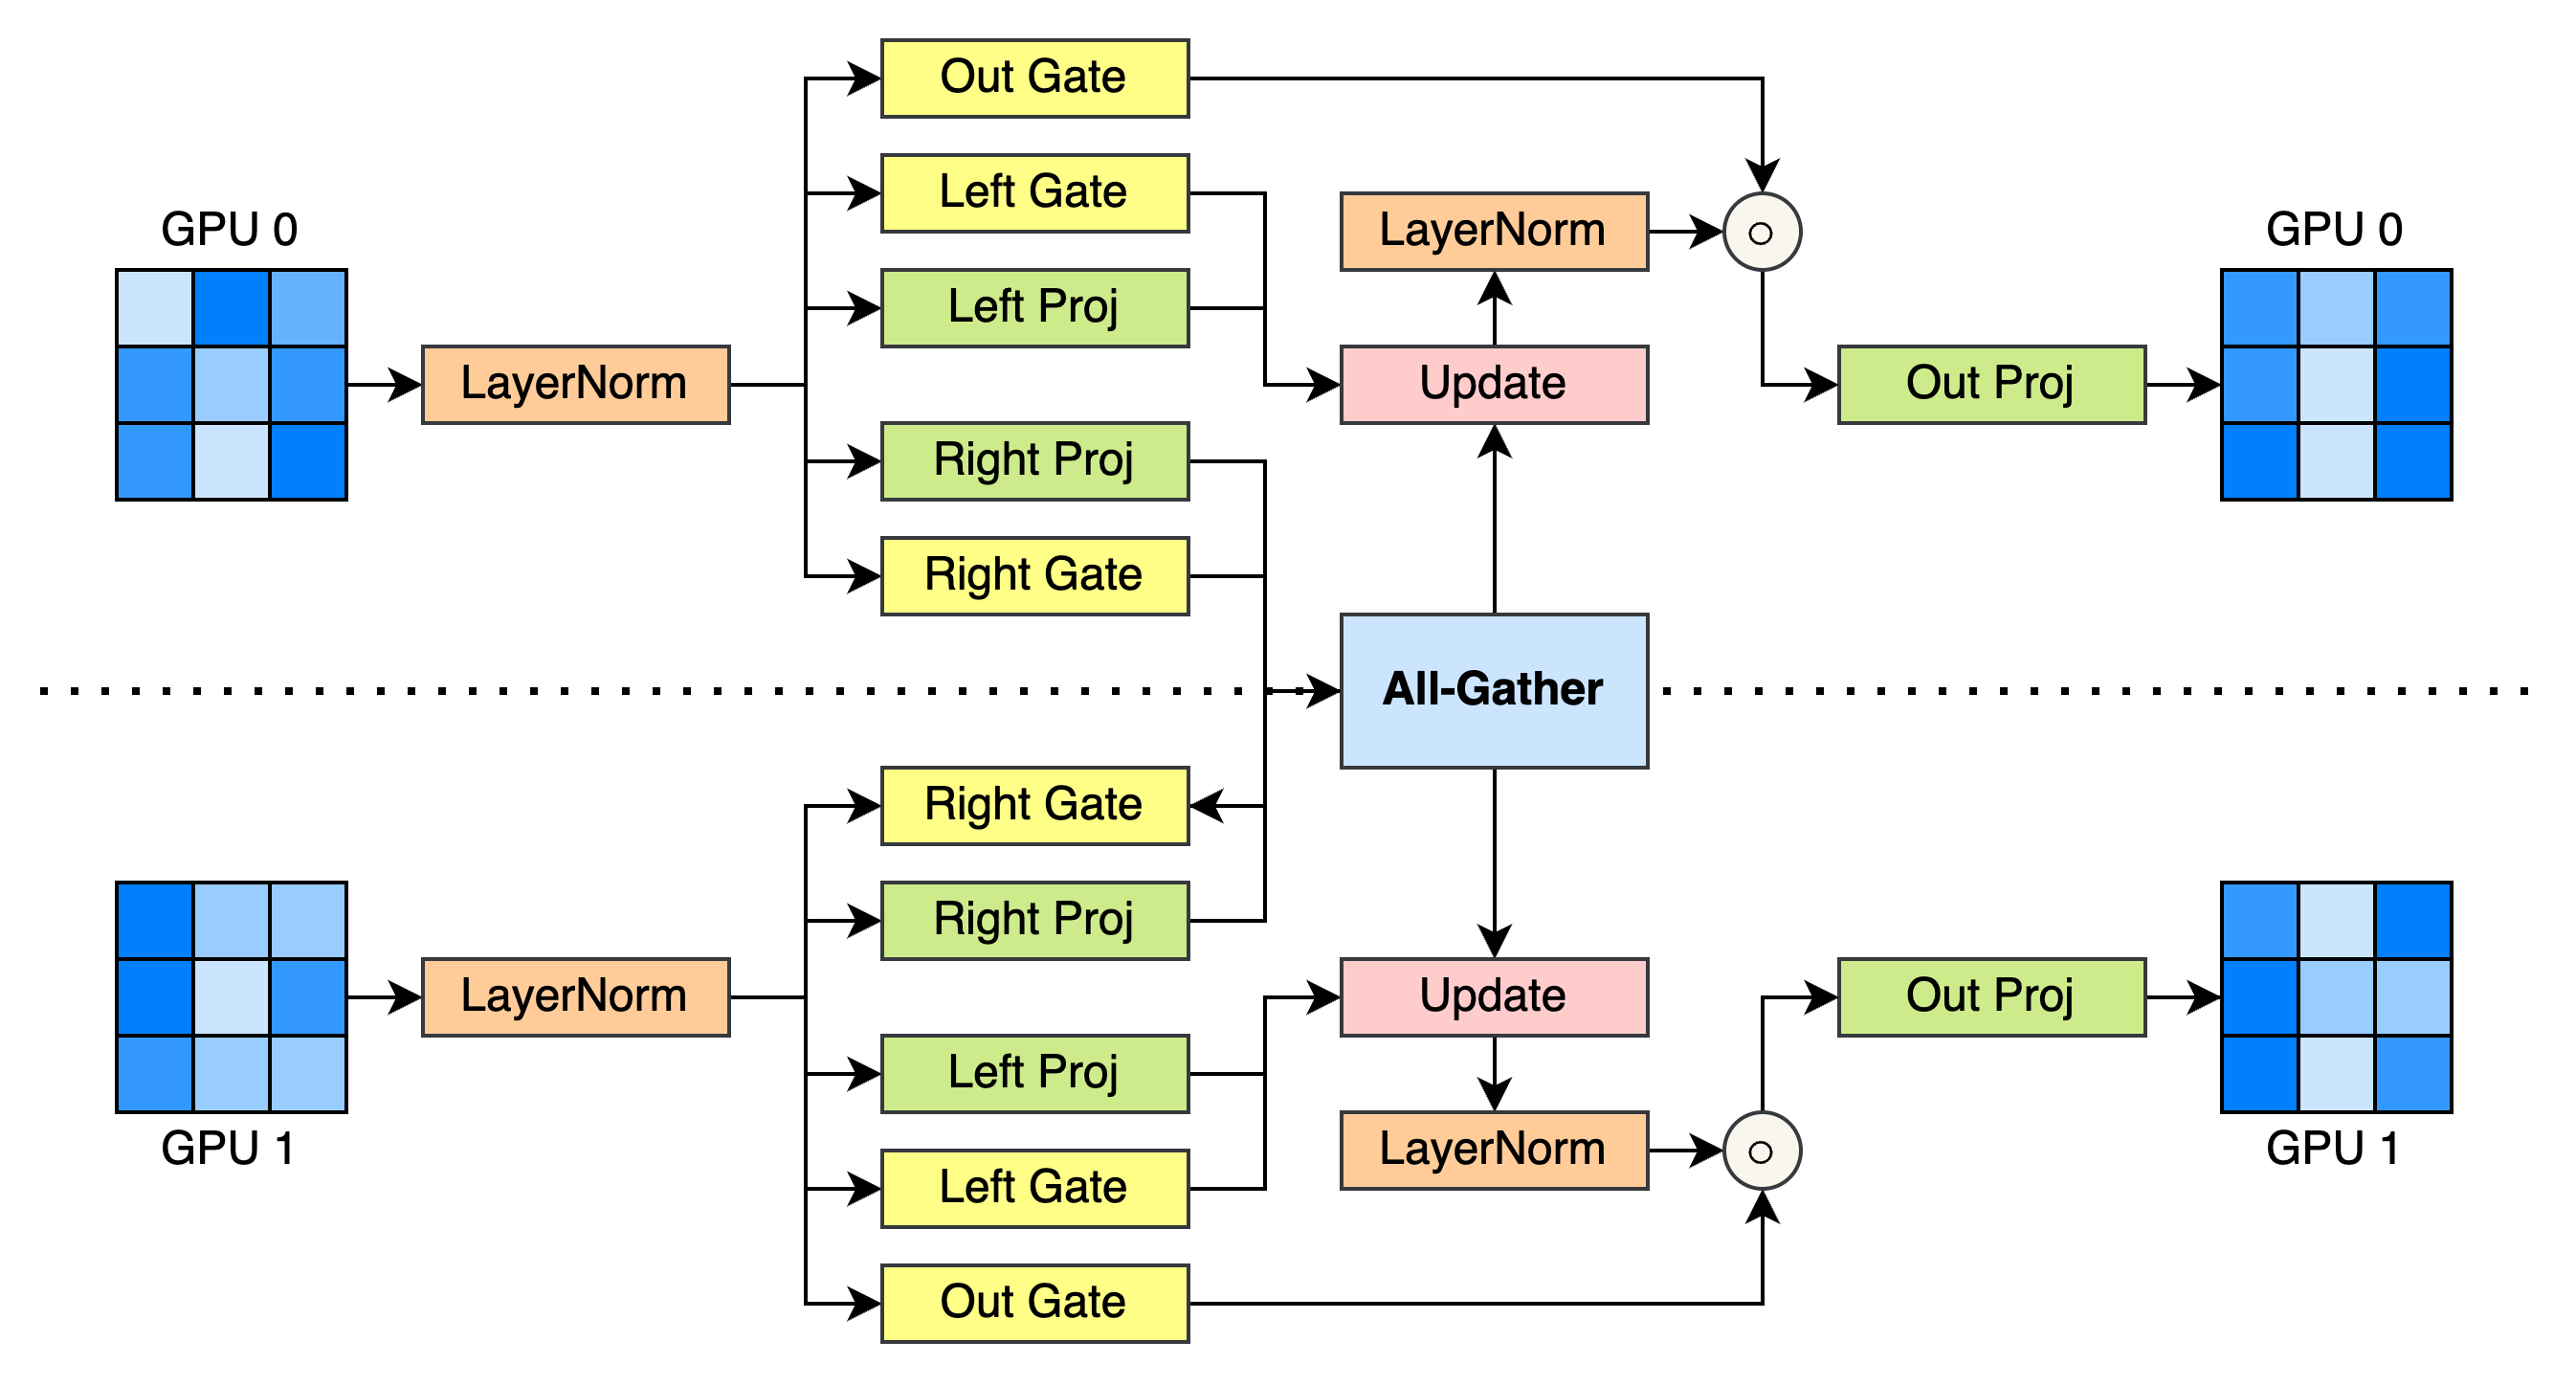 Out Gate
Left Gate
GPU 0
LayerNorm
GPU 0
Left Proj
LayerNorm
Update
Out Proj
Right Proj
Right Gate
All-Gather
Right Gate
Right Proj
LayerNorm
Update
Out Proj
Left Proj
GPU 1
LayerNorm
GPU 1
Left Gate
Out Gate